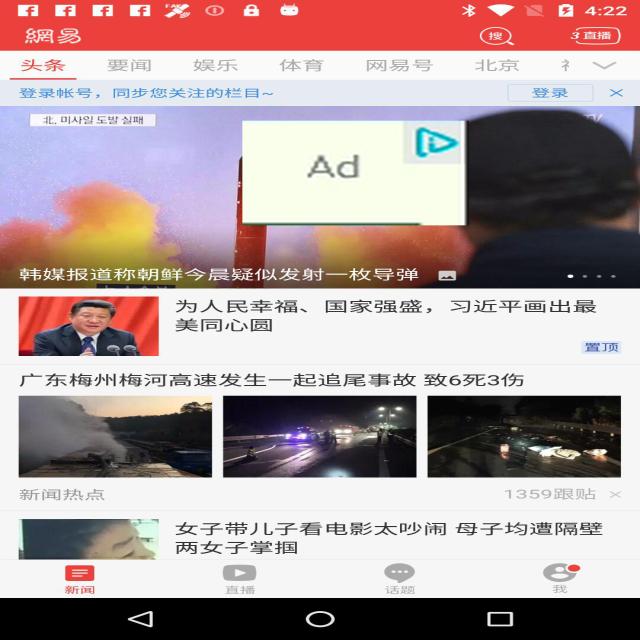 4:22
網易
搜
3 直播
头条 要闻 娱乐 体育 网易号 北京
登录帐号，同步您关注的栏目~
登录
北, 미사일 도발 실패
Ad
韩媒报道称朝鲜今晨疑似发射一枚导弹
为人民幸福、国家强盛，习近平画出最
美同心圆
置顶
广东梅州梅河高速发生一起追尾事故 致6死3伤
新闻热点
1359跟贴
女子带儿子看电影太吵闹 母子均遭隔壁
两女子掌掴
新闻 直播 话题 我